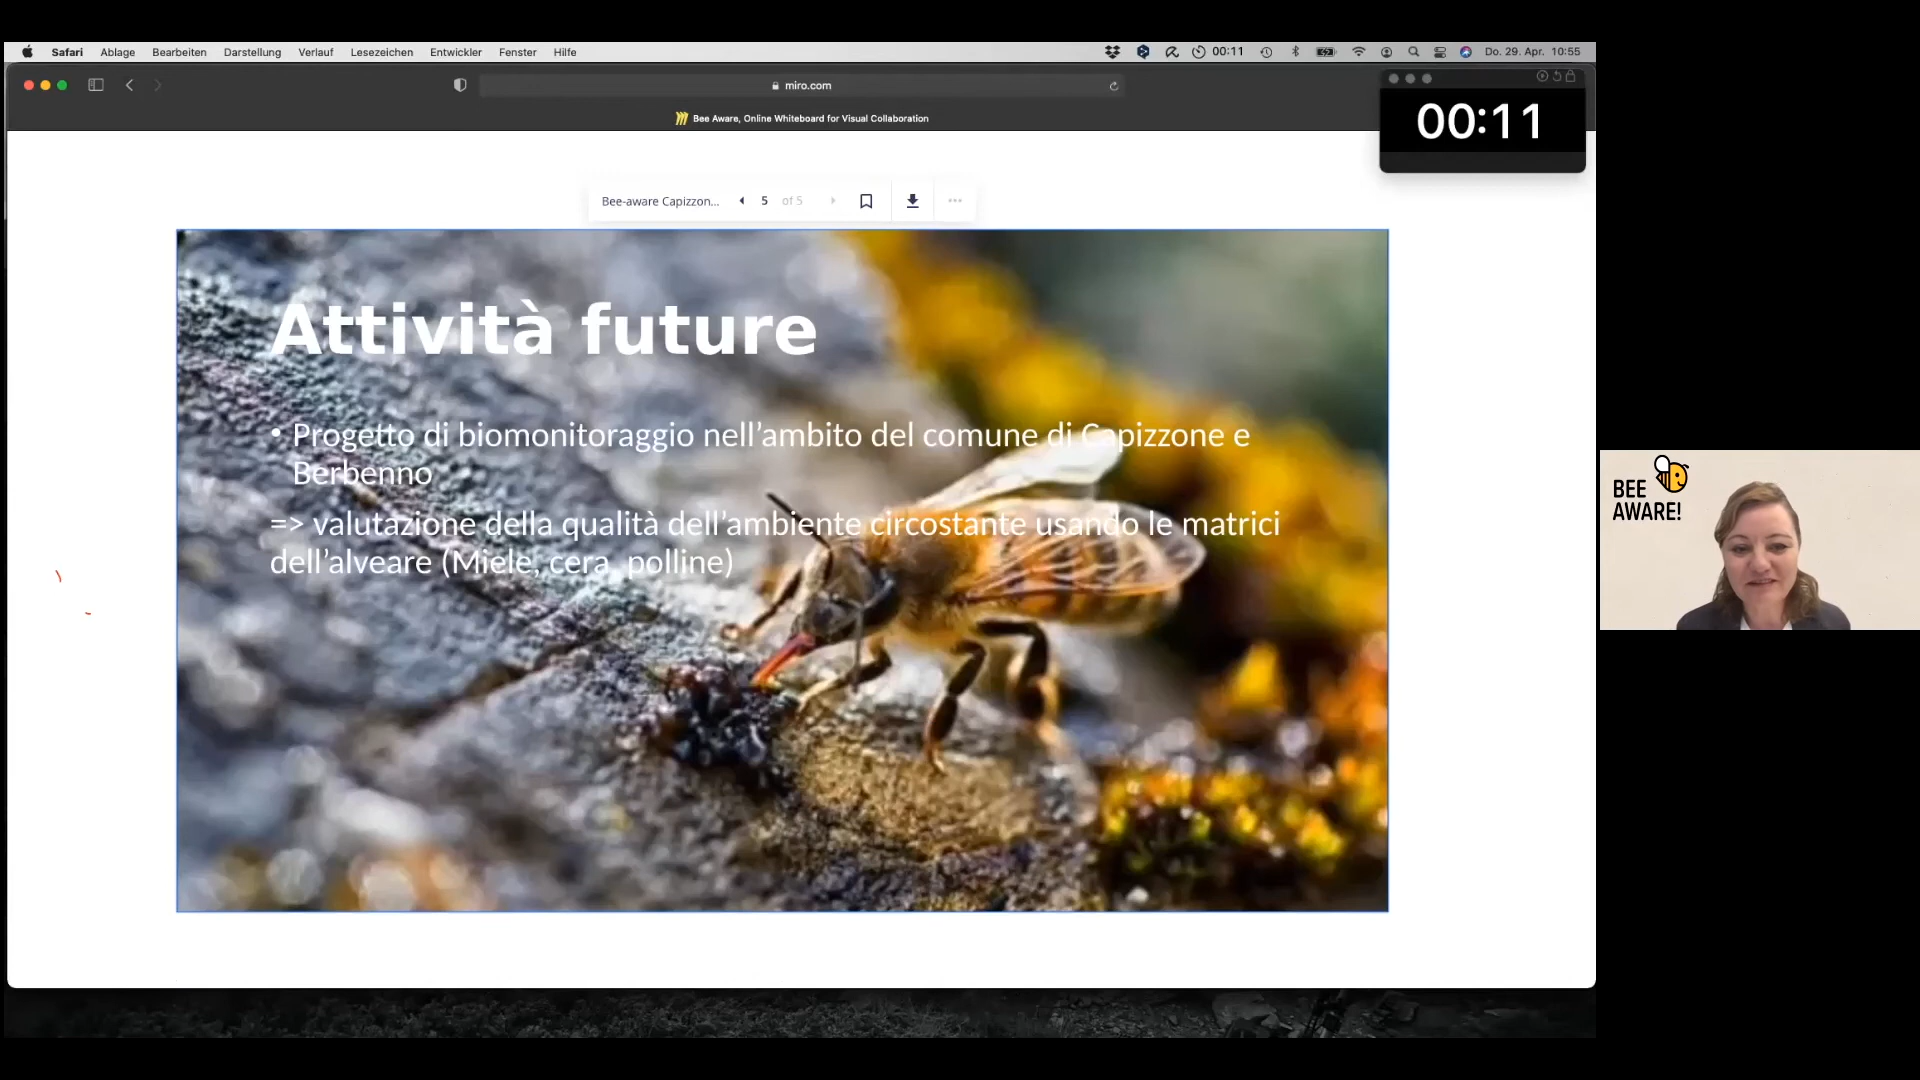 Safari Ablage Bearbeiten Darstellung Verlauf Lesezeichen Entwickler Fenster Hilfe 00:11 Do. 29. Apr. 10:55
miro.com
Bee Aware, Online Whiteboard for Visual Collaboration
00:11
Bee-aware Capizzon... 5 of 5
Attività future
• Progetto di biomonitoraggio nell’ambito del comune di Capizzone e
Berbenno
=> valutazione della qualità dell’ambiente circostante usando le matrici
dell’alveare (Miele, cera, polline)
BEE
AWARE!